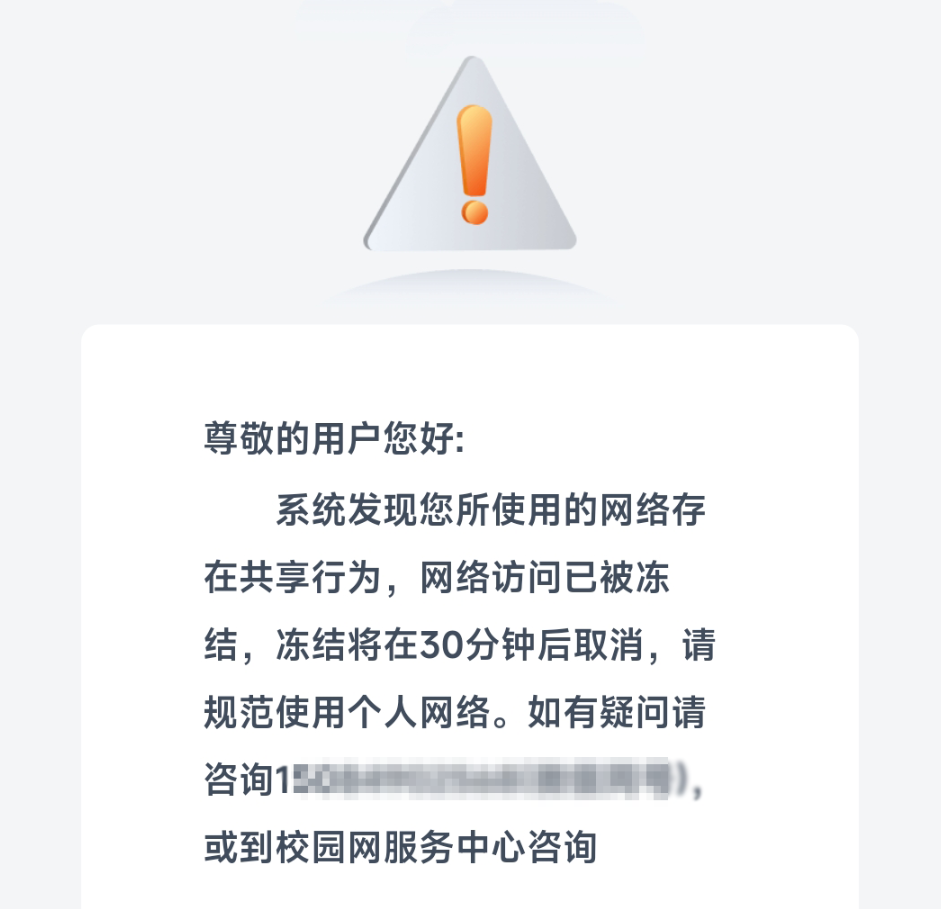 尊敬的用户您好:
系统发现您所使用的网络存
在共享行为，网络访问已被冻
结，冻结将在30分钟后取消，请
规范使用个人网络。如有疑问请
咨询1
或到校园网服务中心咨询